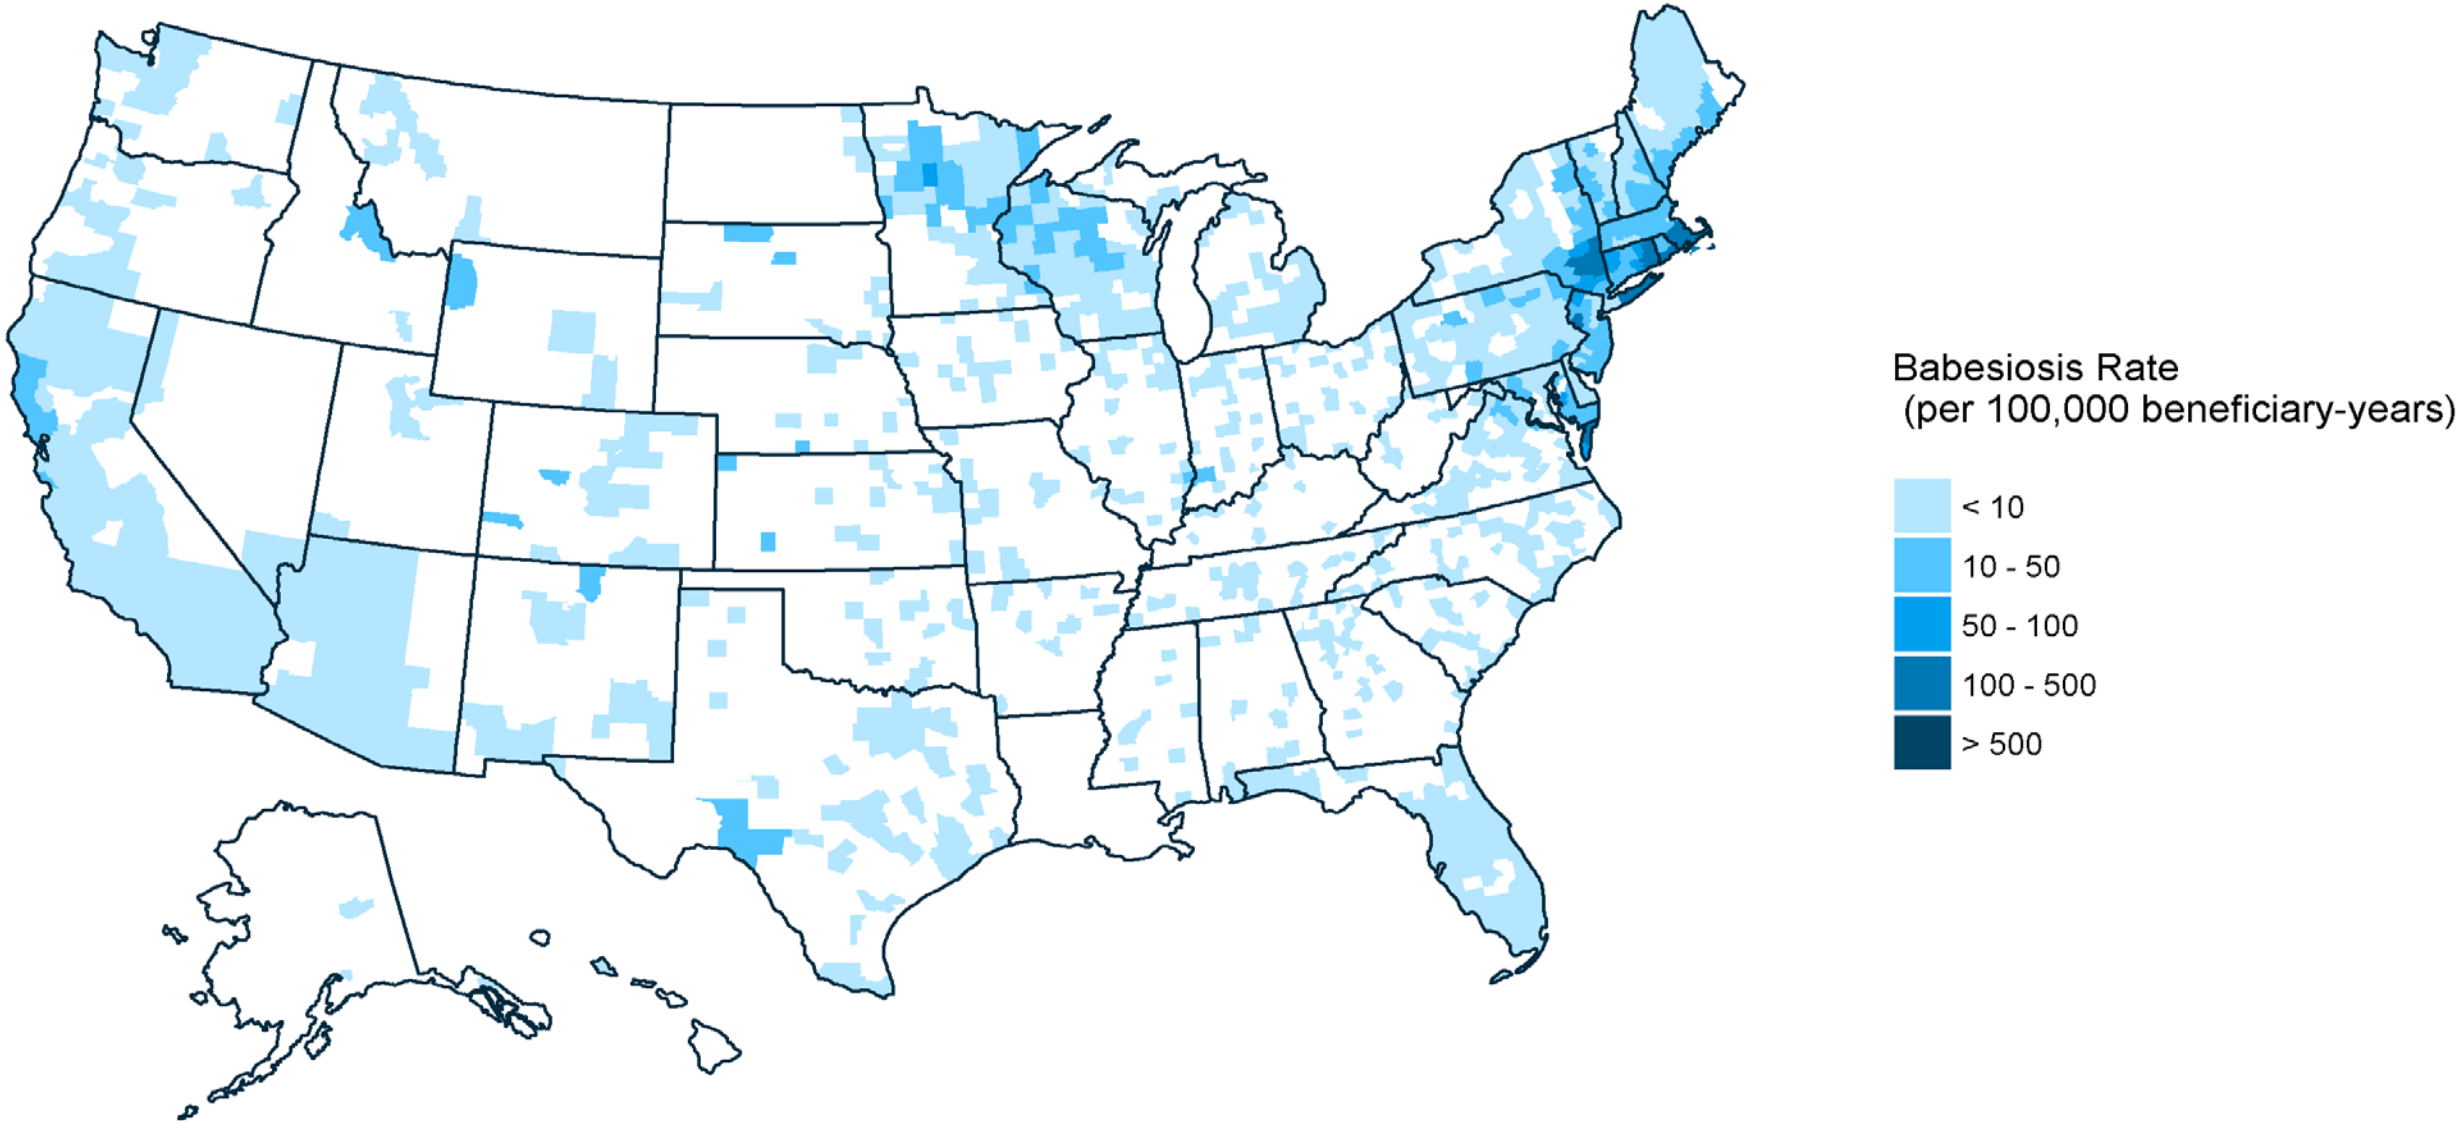 Babesiosis Rate
(per 100,000 beneficiary-years)
< 10
10 - 50
50 - 100
100 - 500
> 500